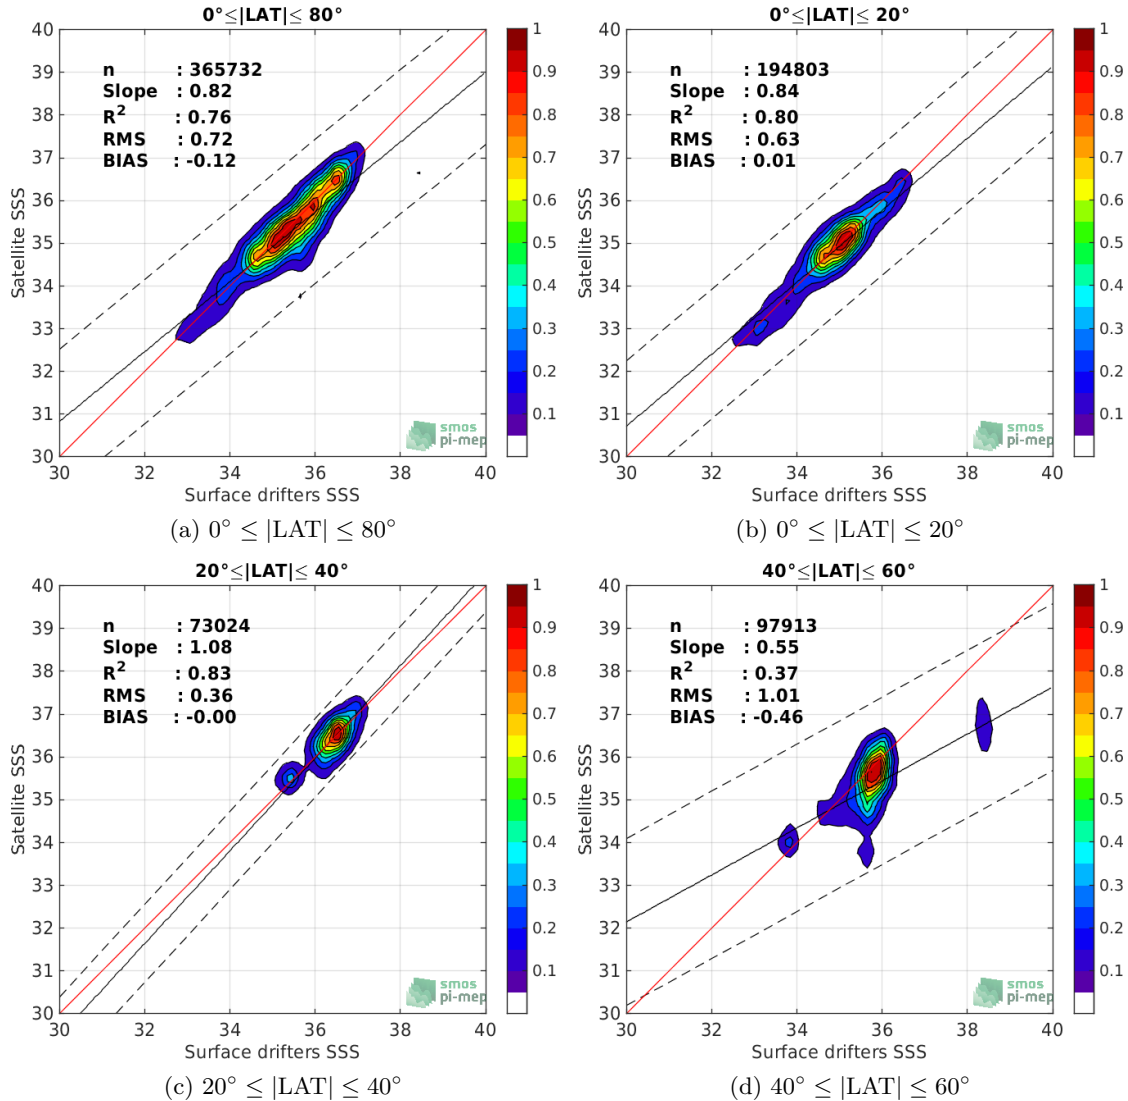 0°≤|LAT|≤ 80°
40
39
38
37
36
35
34
33
32
31
30
Satellite SSS
n : 365732
Slope : 0.82
R² : 0.76
RMS : 0.72
BIAS : -0.12
smos
pi-mep
30 32 34 36 38 40
Surface drifters SSS
1
0.9
0.8
0.7
0.6
0.5
0.4
0.3
0.2
0.1
(a) 0° ≤ |LAT| ≤ 80°
0°≤|LAT|≤ 20°
40
39
38
37
36
35
34
33
32
31
30
Satellite SSS
n : 194803
Slope : 0.84
R² : 0.80
RMS : 0.63
BIAS : 0.01
smos
pi-mep
30 32 34 36 38 40
Surface drifters SSS
1
0.9
0.8
0.7
0.6
0.5
0.4
0.3
0.2
0.1
(b) 0° ≤ |LAT| ≤ 20°
20°≤|LAT|≤ 40°
40
39
38
37
36
35
34
33
32
31
30
Satellite SSS
n : 73024
Slope : 1.08
R² : 0.83
RMS : 0.36
BIAS : -0.00
smos
pi-mep
30 32 34 36 38 40
Surface drifters SSS
1
0.9
0.8
0.7
0.6
0.5
0.4
0.3
0.2
0.1
(c) 20° ≤ |LAT| ≤ 40°
40°≤|LAT|≤ 60°
40
39
38
37
36
35
34
33
32
31
30
Satellite SSS
n : 97913
Slope : 0.55
R² : 0.37
RMS : 1.01
BIAS : -0.46
smos
pi-mep
30 32 34 36 38 40
Surface drifters SSS
1
0.9
0.8
0.7
0.6
0.5
0.4
0.3
0.2
0.1
(d) 40° ≤ |LAT| ≤ 60°